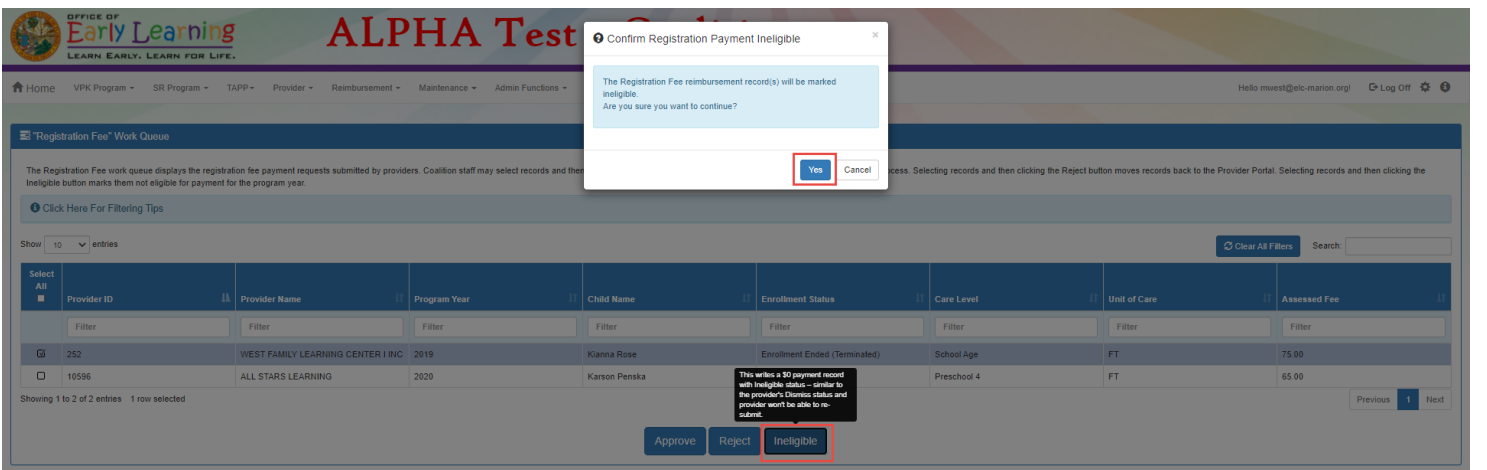 OFFICE OF
Early Learning
LEARN EARLY. LEARN FOR LIFE.
ALPHA Test
Confirm Registration Payment Ineligible ×
The Registration Fee reimbursement record(s) will be marked
ineligible.
Are you sure you want to continue?
Yes Cancel
Home VPK Program SR Program TAPP Provider Reimbursement Maintenance Admin Functions Hello mwest@elc-marion.org! Log Off
"Registration Fee" Work Queue
The Registration Fee work queue displays the registration fee payment requests submitted by providers. Coalition staff may select records and then cess. Selecting records and then clicking the Reject button moves records back to the Provider Portal. Selecting records and then clicking the
Ineligible button marks them not eligible for payment for the program year.
Click Here For Filtering Tips
Show 10 entries Clear All Filters Search:
Select
All
Provider ID Provider Name Program Year Child Name Enrollment Status Care Level Unit of Care Assessed Fee
Filter Filter Filter Filter Filter Filter Filter Filter
252 WEST FAMILY LEARNING CENTER I INC 2019 Kianna Rose Enrollment Ended (Terminated) School Age FT 75.00
10596 ALL STARS LEARNING 2020 Karson Penska Preschool 4 FT 65.00
This writes a $0 payment record
with Ineligible status – similar to
the provider's Dismiss status and
provider won't be able to re-
submit.
Showing 1 to 2 of 2 entries 1 row selected Previous 1 Next
Approve Reject Ineligible